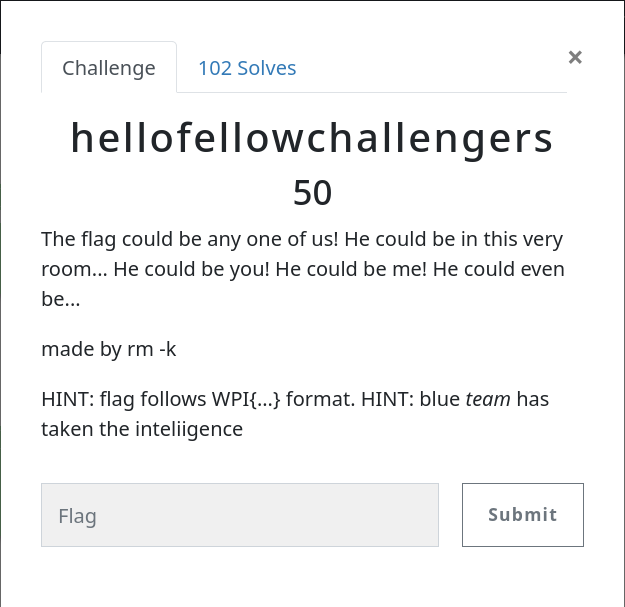 Challenge
102 Solves
×
hellofellowchallengers
50
The flag could be any one of us! He could be in this very
room... He could be you! He could be me! He could even
be...
made by rm -k
HINT: flag follows WPI{...} format. HINT: blue team has
taken the inteliigence
Flag
Submit